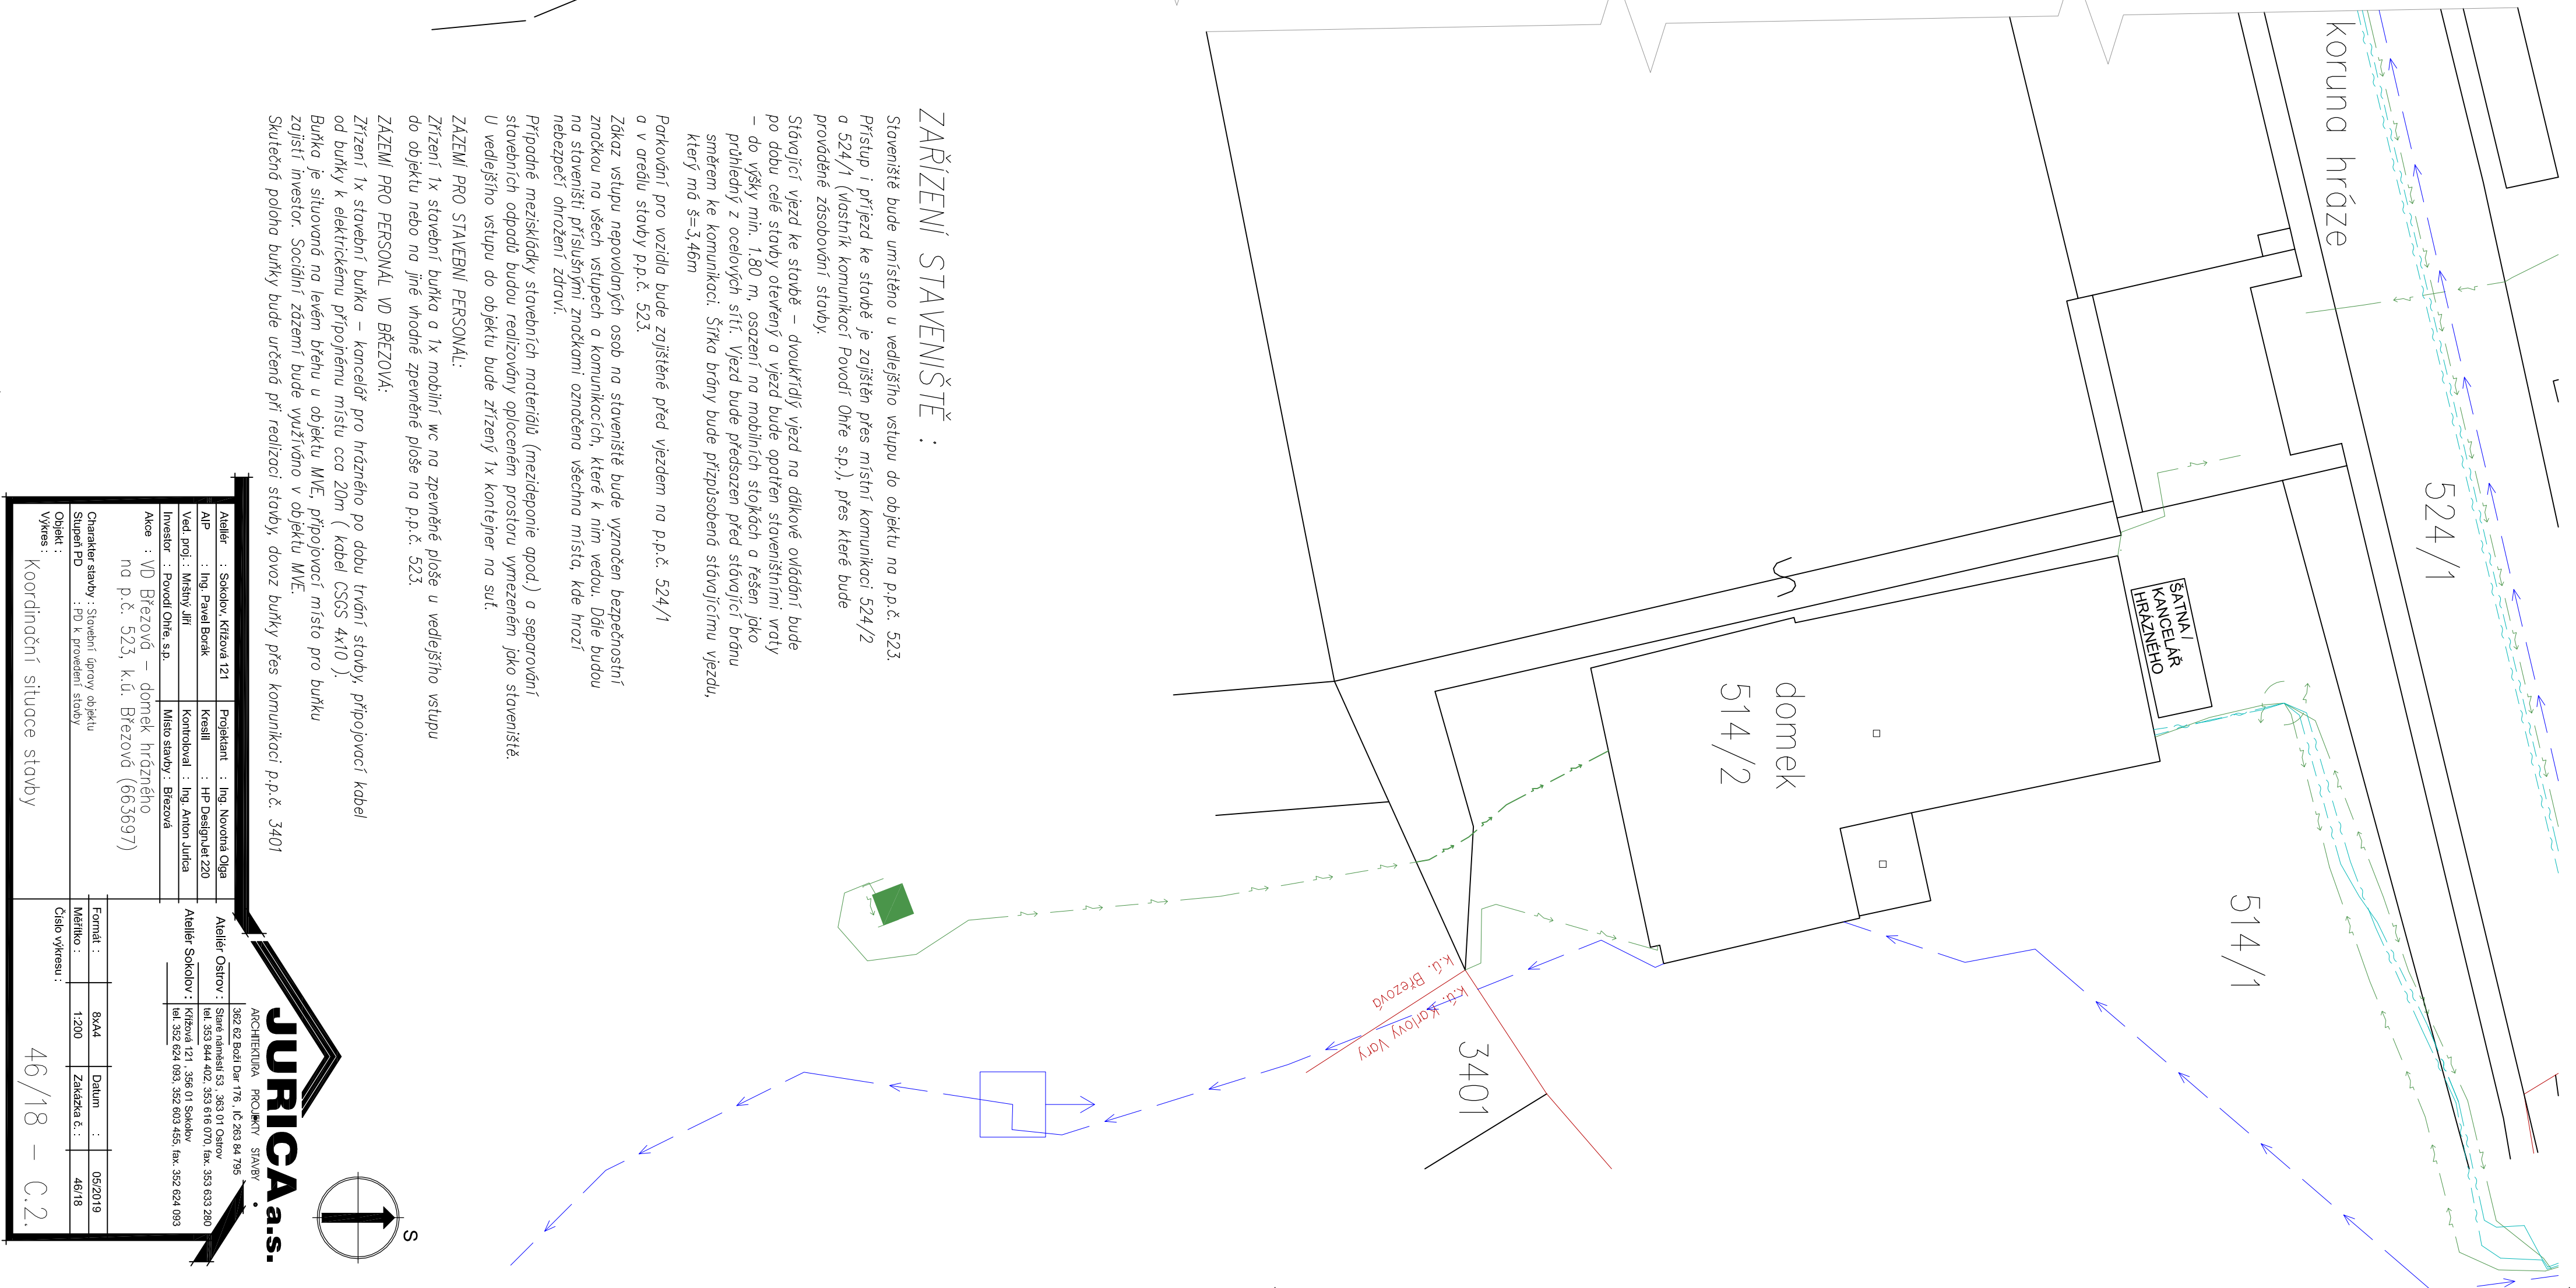 koruna hráze
524/1
ŠATNA /
KANCELÁŘ
HRÁZNÉHO
domek
514/2
514/1
k.ú. Březová
k.ú. Karlovy Vary
3401
ZAŘÍZENÍ STAVENIŠTĚ :
Staveniště bude umístěno u vedlejšího vstupu do objektu na p.p.č. 523.
Přístup i příjezd ke stavbě je zajištěn přes místní komunikaci 524/2
a 524/1 (vlastník komunikací Povodí Ohře s.p.), přes které bude
prováděné zásobování stavby.
Stávající vjezd ke stavbě – dvoukřídlý vjezd na dálkové ovládání bude
po dobu celé stavby otevřený a vjezd bude opatřen staveništními vraty
– do výšky min. 1.80 m, osazení na mobilních stojkách a řešen jako
průhledný z ocelových sítí. Vjezd bude předsazen před stávající bránu
směrem ke komunikaci. Šířka brány bude přizpůsobená stávajícímu vjezdu,
který má š=3,46m
Parkování pro vozidla bude zajištěné před vjezdem na p.p.č. 524/1
a v areálu stavby p.p.č. 523.
Zákaz vstupu nepovolaných osob na staveniště bude vyznačen bezpečnostní
značkou na všech vstupech a komunikacích, které k nim vedou. Dále budou
na staveništi příslušnými značkami označena všechna místa, kde hrozí
nebezpečí ohrožení zdraví.
Případné meziskládky stavebních materiálů (mezideponie apod.) a separování
stavebních odpadů budou realizovány oploceném prostoru vymezeném jako staveniště.
U vedlejšího vstupu do objektu bude zřízený 1x kontejner na suť.
ZÁZEMÍ PRO STAVEBNÍ PERSONÁL:
Zřízení 1x stavební buňka a 1x mobilní wc na zpevněné ploše u vedlejšího vstupu
do objektu nebo na jiné vhodné zpevněné ploše na p.p.č. 523.
ZÁZEMÍ PRO PERSONÁL VD BŘEZOVÁ:
Zřízení 1x stavební buňka – kancelář pro hrázného po dobu trvání stavby, připojovací kabel
od buňky k elektrickému přípojnému místu cca 20m ( kabel CSGS 4x10 ).
Buňka je situovaná na levém břehu u objektu MVE, připojovací místo pro buňku
zajistí investor. Sociální zázemí bude využíváno v objektu MVE.
Skutečná poloha buňky bude určená při realizaci stavby, dovoz buňky přes komunikaci p.p.č. 3401
S
JURICA a.s.
ARCHITEKTURA PROJEKTY STAVBY
362 62 Boží Dar 176 , IČ 263 84 795
Ateliér Ostrov : Staré náměstí 53 , 363 01 Ostrov
tel. 353 844 402, 353 616 070, fax. 353 633 280
Ateliér Sokolov : Křížová 121 , 356 01 Sokolov
tel. 352 624 093, 352 603 455, fax. 352 624 093
Ateliér : Sokolov, Křížová 121 Projektant : Ing. Novotná Olga
AIP : Ing. Pavel Borák Kreslil : HP DesignJet 220
Ved. proj. : Mrštný Jiří Kontroloval : Ing. Anton Jurica
Investor : Povodí Ohře, s.p. Místo stavby : Březová
Akce : VD Březová – domek hrázného
na p.č. 523, k.ú. Březová (663697)
Charakter stavby : Stavební úpravy objektu
Stupeň PD : PD k provedení stavby
Formát : 8xA4 Datum : 05/2019
Měřítko : 1:200 Zakázka č. : 46/18
Objekt :
Výkres : Koordinační situace stavby
Číslo výkresu : 46/18 – C.2.